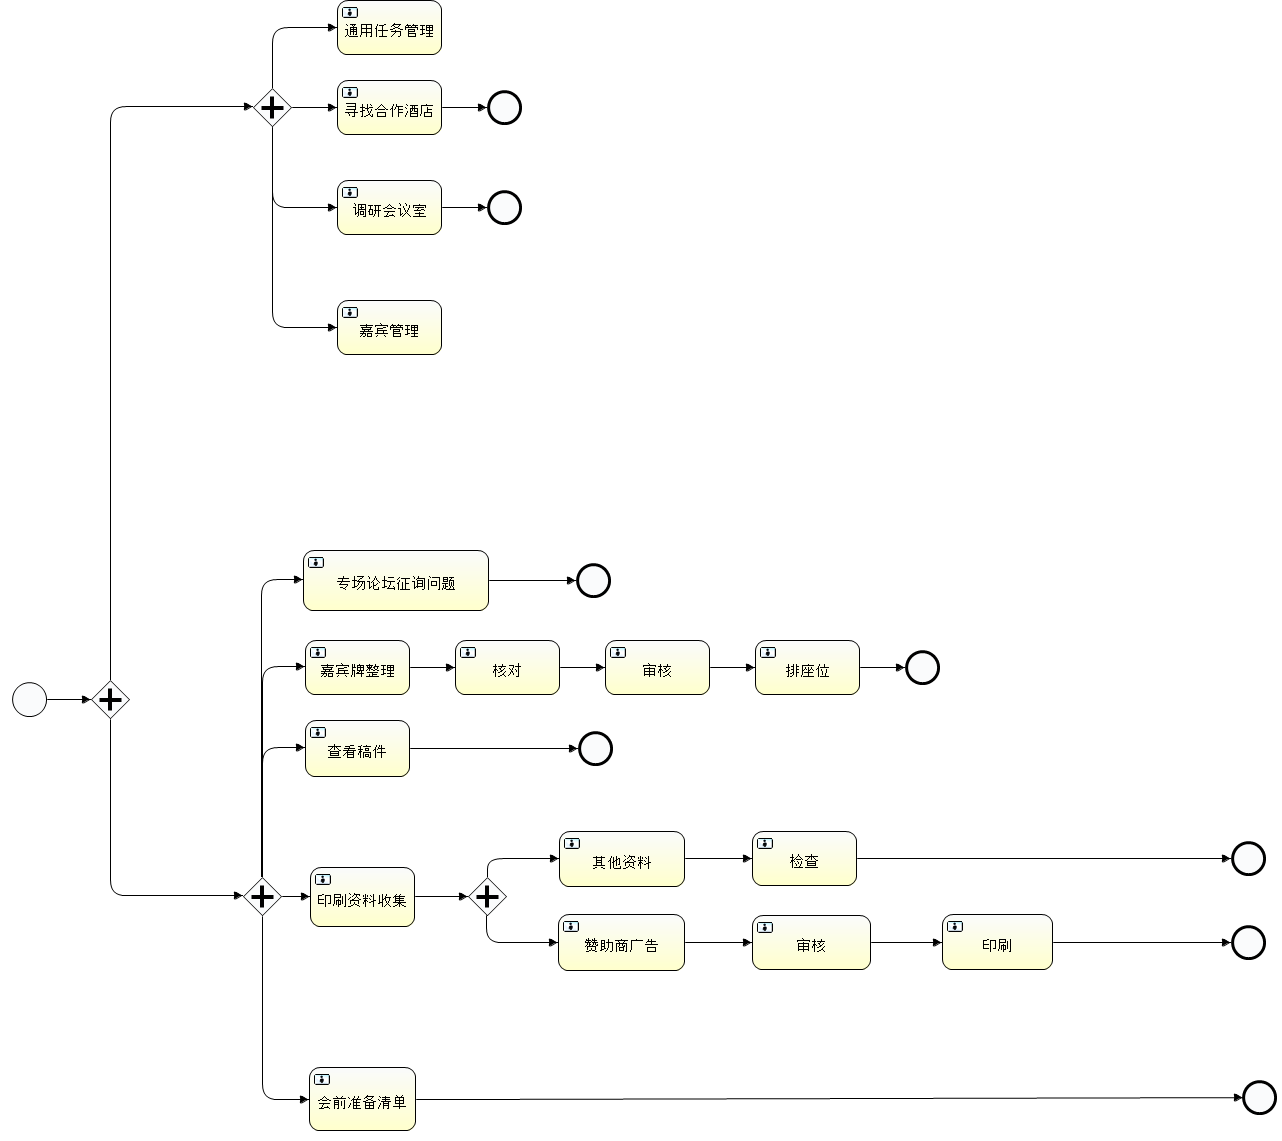 通用任务管理
寻找合作酒店
调研会议室
嘉宾管理
专场论坛征询问题
嘉宾牌整理
核对
审核
排座位
查看稿件
其他资料
检查
印刷资料收集
赞助商广告
审核
印刷
会前准备清单